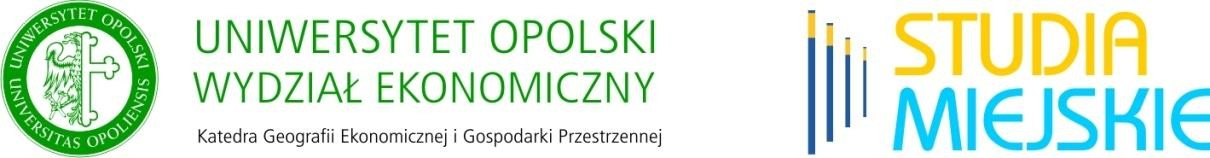 UNIWERSYTET OPOLSKI
UNIVERSITAS OPOLIENSIS
UNIWERSYTET OPOLSKI
WYDZIAŁ EKONOMICZNY
Katedra Geografii Ekonomicznej i Gospodarki Przestrzennej
STUDIA
MIEJSKIE